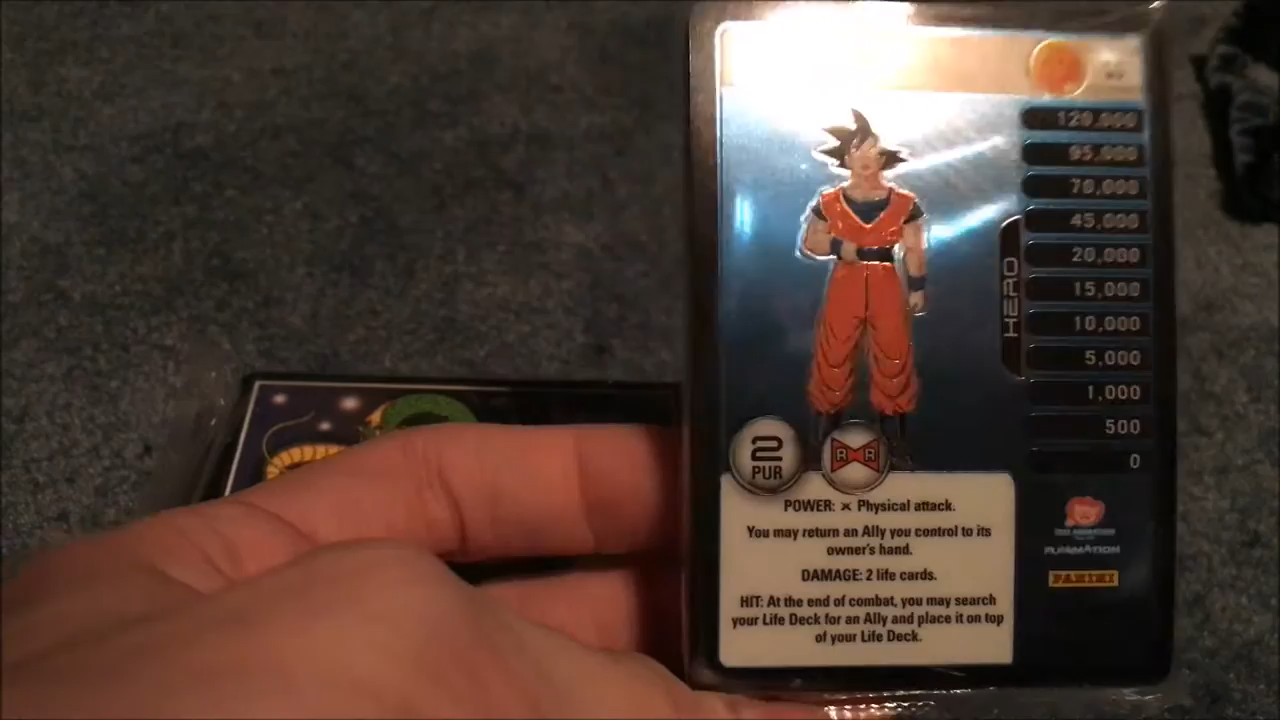 120,000
95,000
70,000
45,000
20,000
15,000
10,000
5,000
1,000
500
0
HERO
2
PUR
R R
POWER: Physical attack.
You may return an Ally you control to its
owner's hand.
DAMAGE: 2 life cards.
HIT: At the end of combat, you may search
your Life Deck for an Ally and place it on top
of your Life Deck.
TOEI ANIMATION
FUNIMATION
PANINI